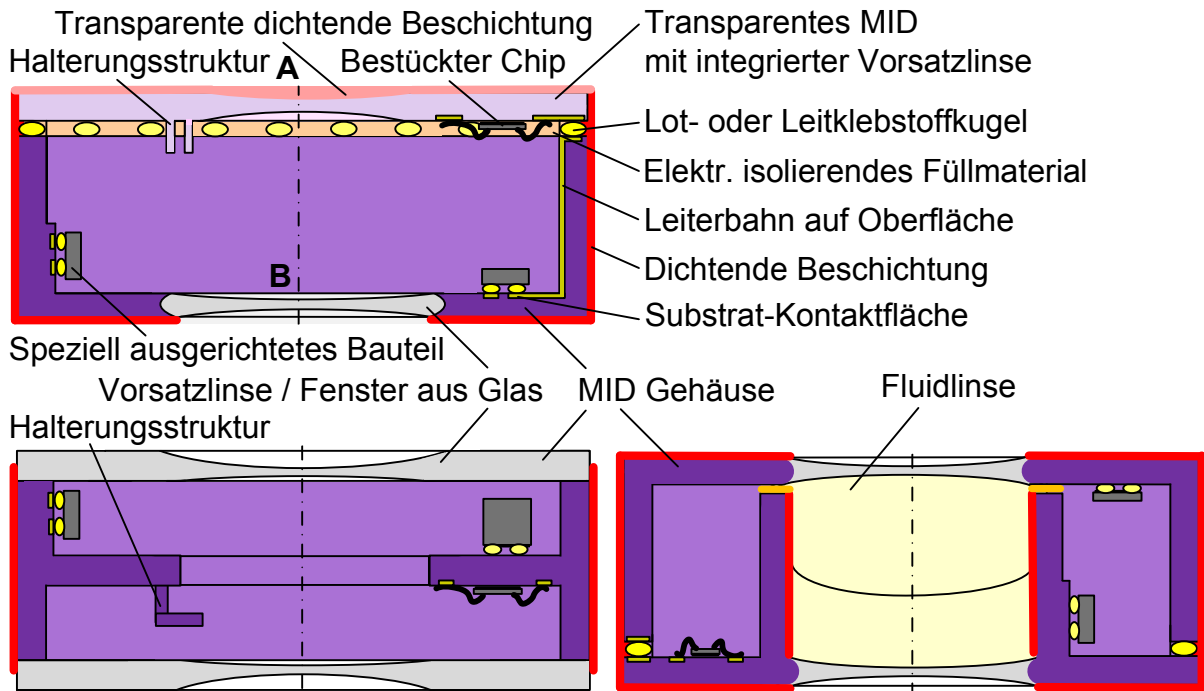 Transparente dichtende Beschichtung
Halterungsstruktur
A
Bestückter Chip
Transparentes MID
mit integrierter Vorsatzlinse
Lot- oder Leitklebstoffkugel
Elektr. isolierendes Füllmaterial
Leiterbahn auf Oberfläche
B
Dichtende Beschichtung
Substrat-Kontaktfläche
Speziell ausgerichtetes Bauteil
Vorsatzlinse / Fenster aus Glas
MID Gehäuse
Fluidlinse
Halterungsstruktur